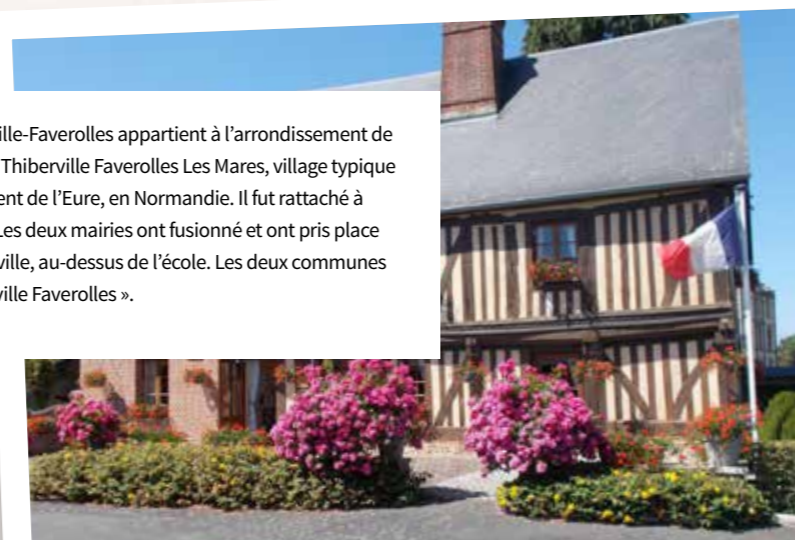 ille-Faverolles appartient à l’arrondissement de
Thiberville Faverolles Les Mares, village typique
ent de l’Eure, en Normandie. Il fut rattaché à
Les deux mairies ont fusionné et ont pris place
ville, au-dessus de l’école. Les deux communes
ville Faverolles ».